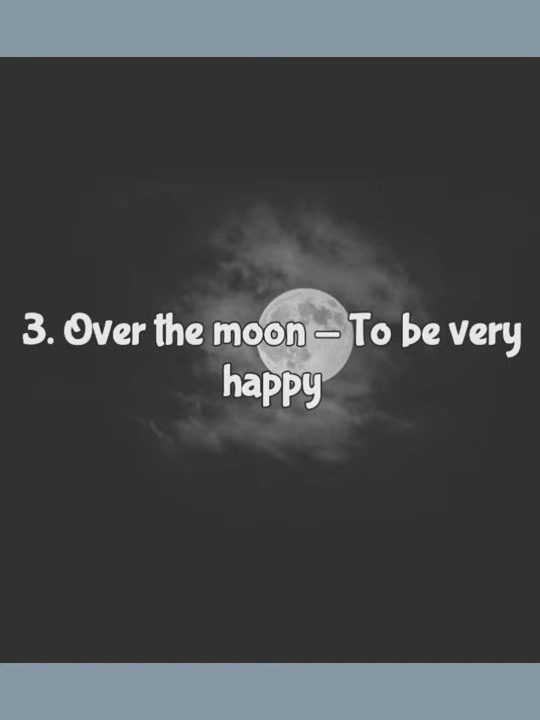 3. Over the moon – To be very
happy